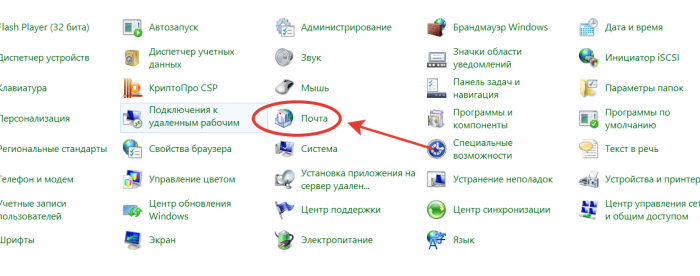 Flash Player (32 бита)
Автозапуск
Администрирование
Брандмауэр Windows
Дата и время
Диспетчер устройств
Диспетчер учетных
данных
Звук
Значки области
уведомлений
Инициатор iSCSI
Клавиатура
КриптоПро CSP
Мышь
Панель задач и
навигация
Параметры папок
Персонализация
Подключения к
удаленным рабочим
Почта
Программы и
компоненты
Программы по
умолчанию
Региональные стандарты
Свойства браузера
Система
Специальные
возможности
Текст в речь
Телефон и модем
Управление цветом
Установка приложения на
сервер удален...
Устранение неполадок
Устройства и принтер
Учетные записи
пользователей
Центр обновления
Windows
Центр поддержки
Центр синхронизации
Центр управления сет
и общим доступом
Шрифты
Экран
Электропитание
Язык